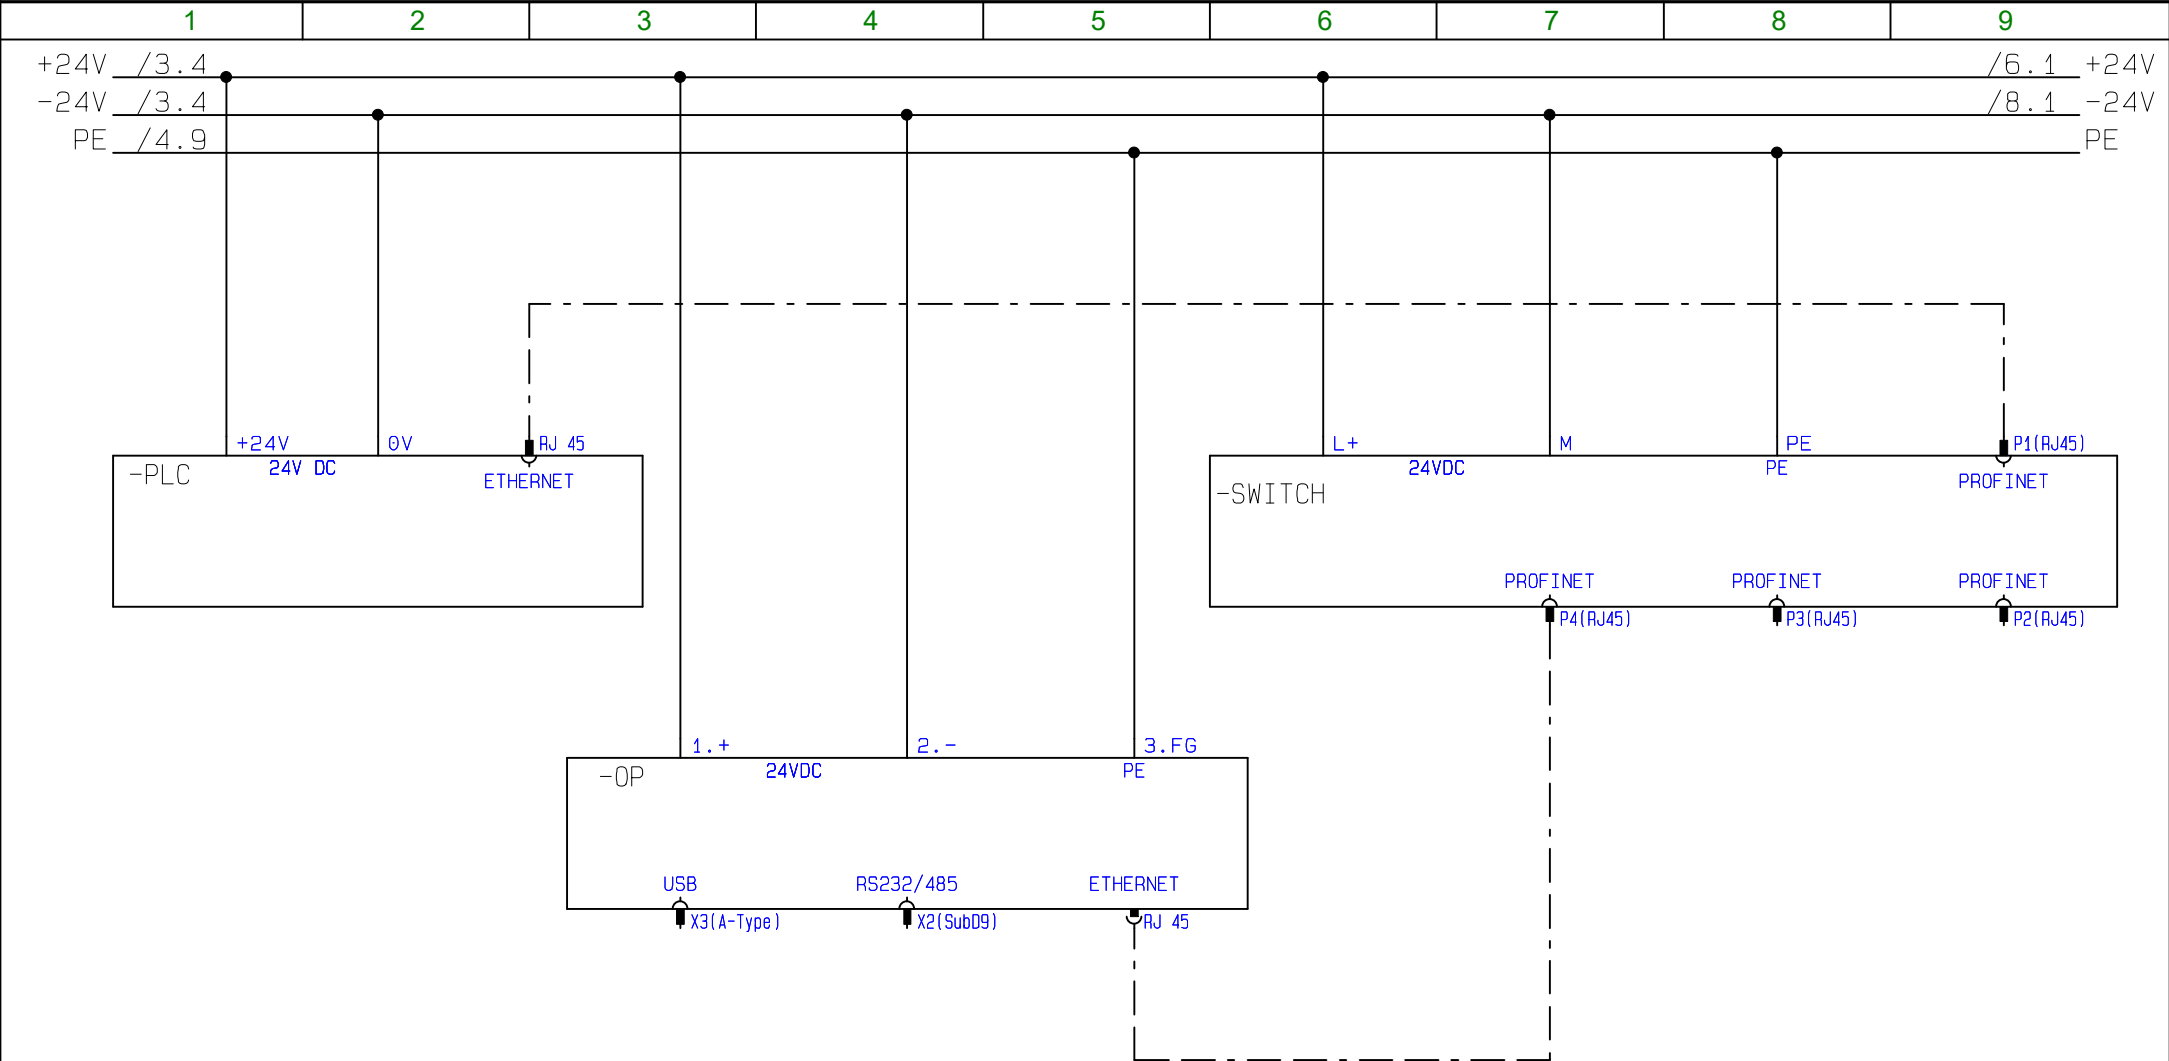 1 2 3 4 5 6 7 8 9
+24V /3.4 /6.1 +24V
-24V /3.4 /8.1 -24V
PE /4.9 PE
+24V 0V RJ 45 L+ M PE P1(RJ45)
-PLC 24V DC ETHERNET 24VDC PE PROFINET
-SWITCH
PROFINET PROFINET PROFINET
P4(RJ45) P3(RJ45) P2(RJ45)
1.+ 2.- 3.FG
-OP 24VDC PE
USB RS232/485 ETHERNET
X3(A-Type) X2(SubD9) RJ 45